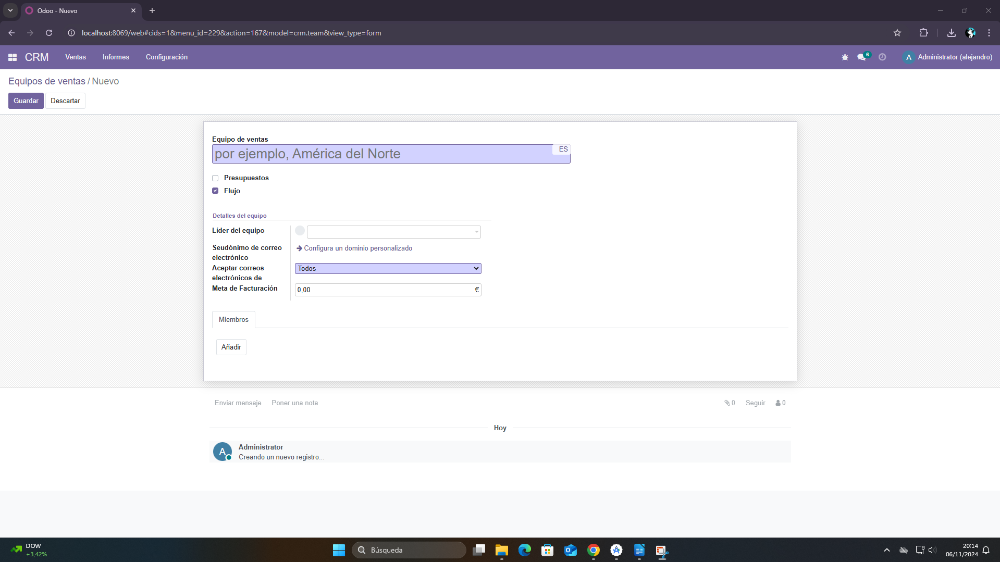 Odoo - Nuevo
localhost:8069/web#cids=1&menu_id=229&action=167&model=crm.team&view_type=form
CRM Ventas Informes Configuración 6 A Administrator (alejandro)
Equipos de ventas / Nuevo
Guardar Descartar
Equipo de ventas
por ejemplo, América del Norte ES
Presupuestos
Flujo
Detalles del equipo
Líder del equipo
Seudónimo de correo electrónico
Configura un dominio personalizado
Aceptar correos electrónicos de
Todos
Meta de Facturación
0,00 €
Miembros
Añadir
Enviar mensaje Poner una nota 0 Seguir 0
Hoy
A Administrator
Creando un nuevo registro...
DOW
+3,42%
Búsqueda
20:14
06/11/2024